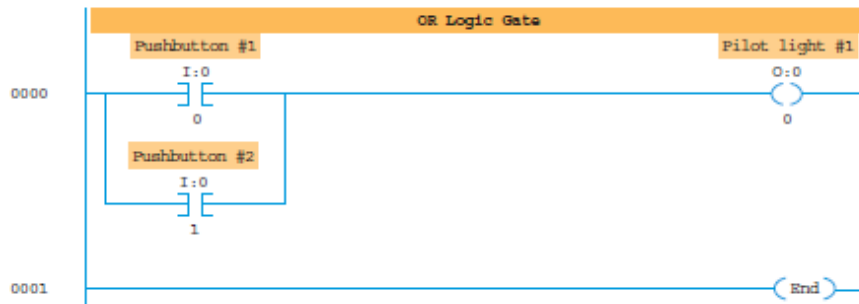 OR Logic Gate
Pushbutton #1
Pilot light #1
I:0
O:0
0000
0
0
Pushbutton #2
I:0
1
0001
End